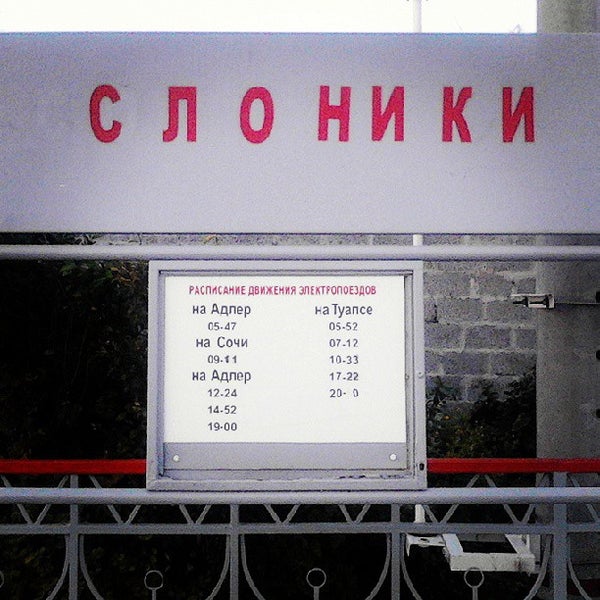 СЛОНИКИ
РАСПИСАНИЕ ДВИЖЕНИЯ ЭЛЕКТРОПОЕЗДОВ
на Адлер
05-47
на Сочи
09-11
на Адлер
12-24
14-52
19-00
на Туапсе
05-52
07-12
10-33
17-22